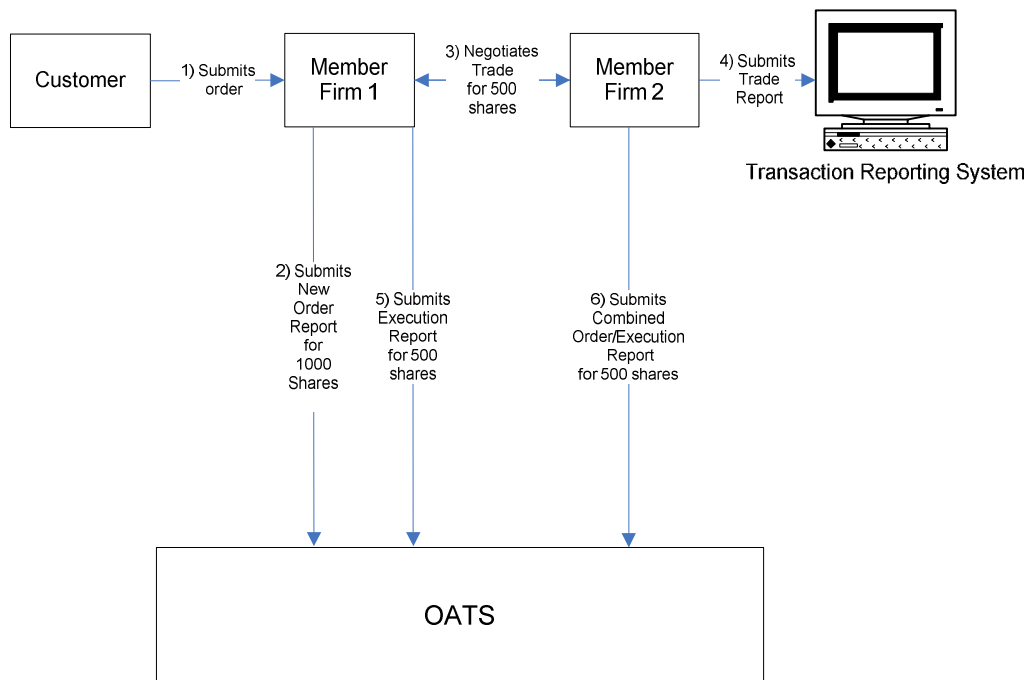 Customer
1) Submits
order
Member
Firm 1
3) Negotiates
Trade
for 500
shares
Member
Firm 2
4) Submits
Trade
Report
Transaction Reporting System
2) Submits
New
Order
Report
for
1000
Shares
5) Submits
Execution
Report
for 500
shares
6) Submits
Combined
Order/Execution
Report
for 500 shares
OATS